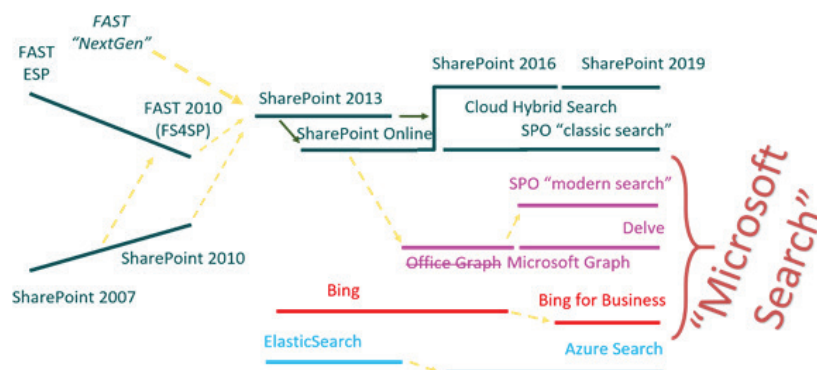 FAST
"NextGen"
FAST
ESP
FAST 2010
(FS4SP)
SharePoint 2013
SharePoint 2016
SharePoint 2019
Cloud Hybrid Search
SharePoint Online
SPO "classic search"
SPO "modern search"
Delve
Office Graph Microsoft Graph
SharePoint 2010
SharePoint 2007
Bing
Bing for Business
ElasticSearch
Azure Search
"Microsoft
Search"